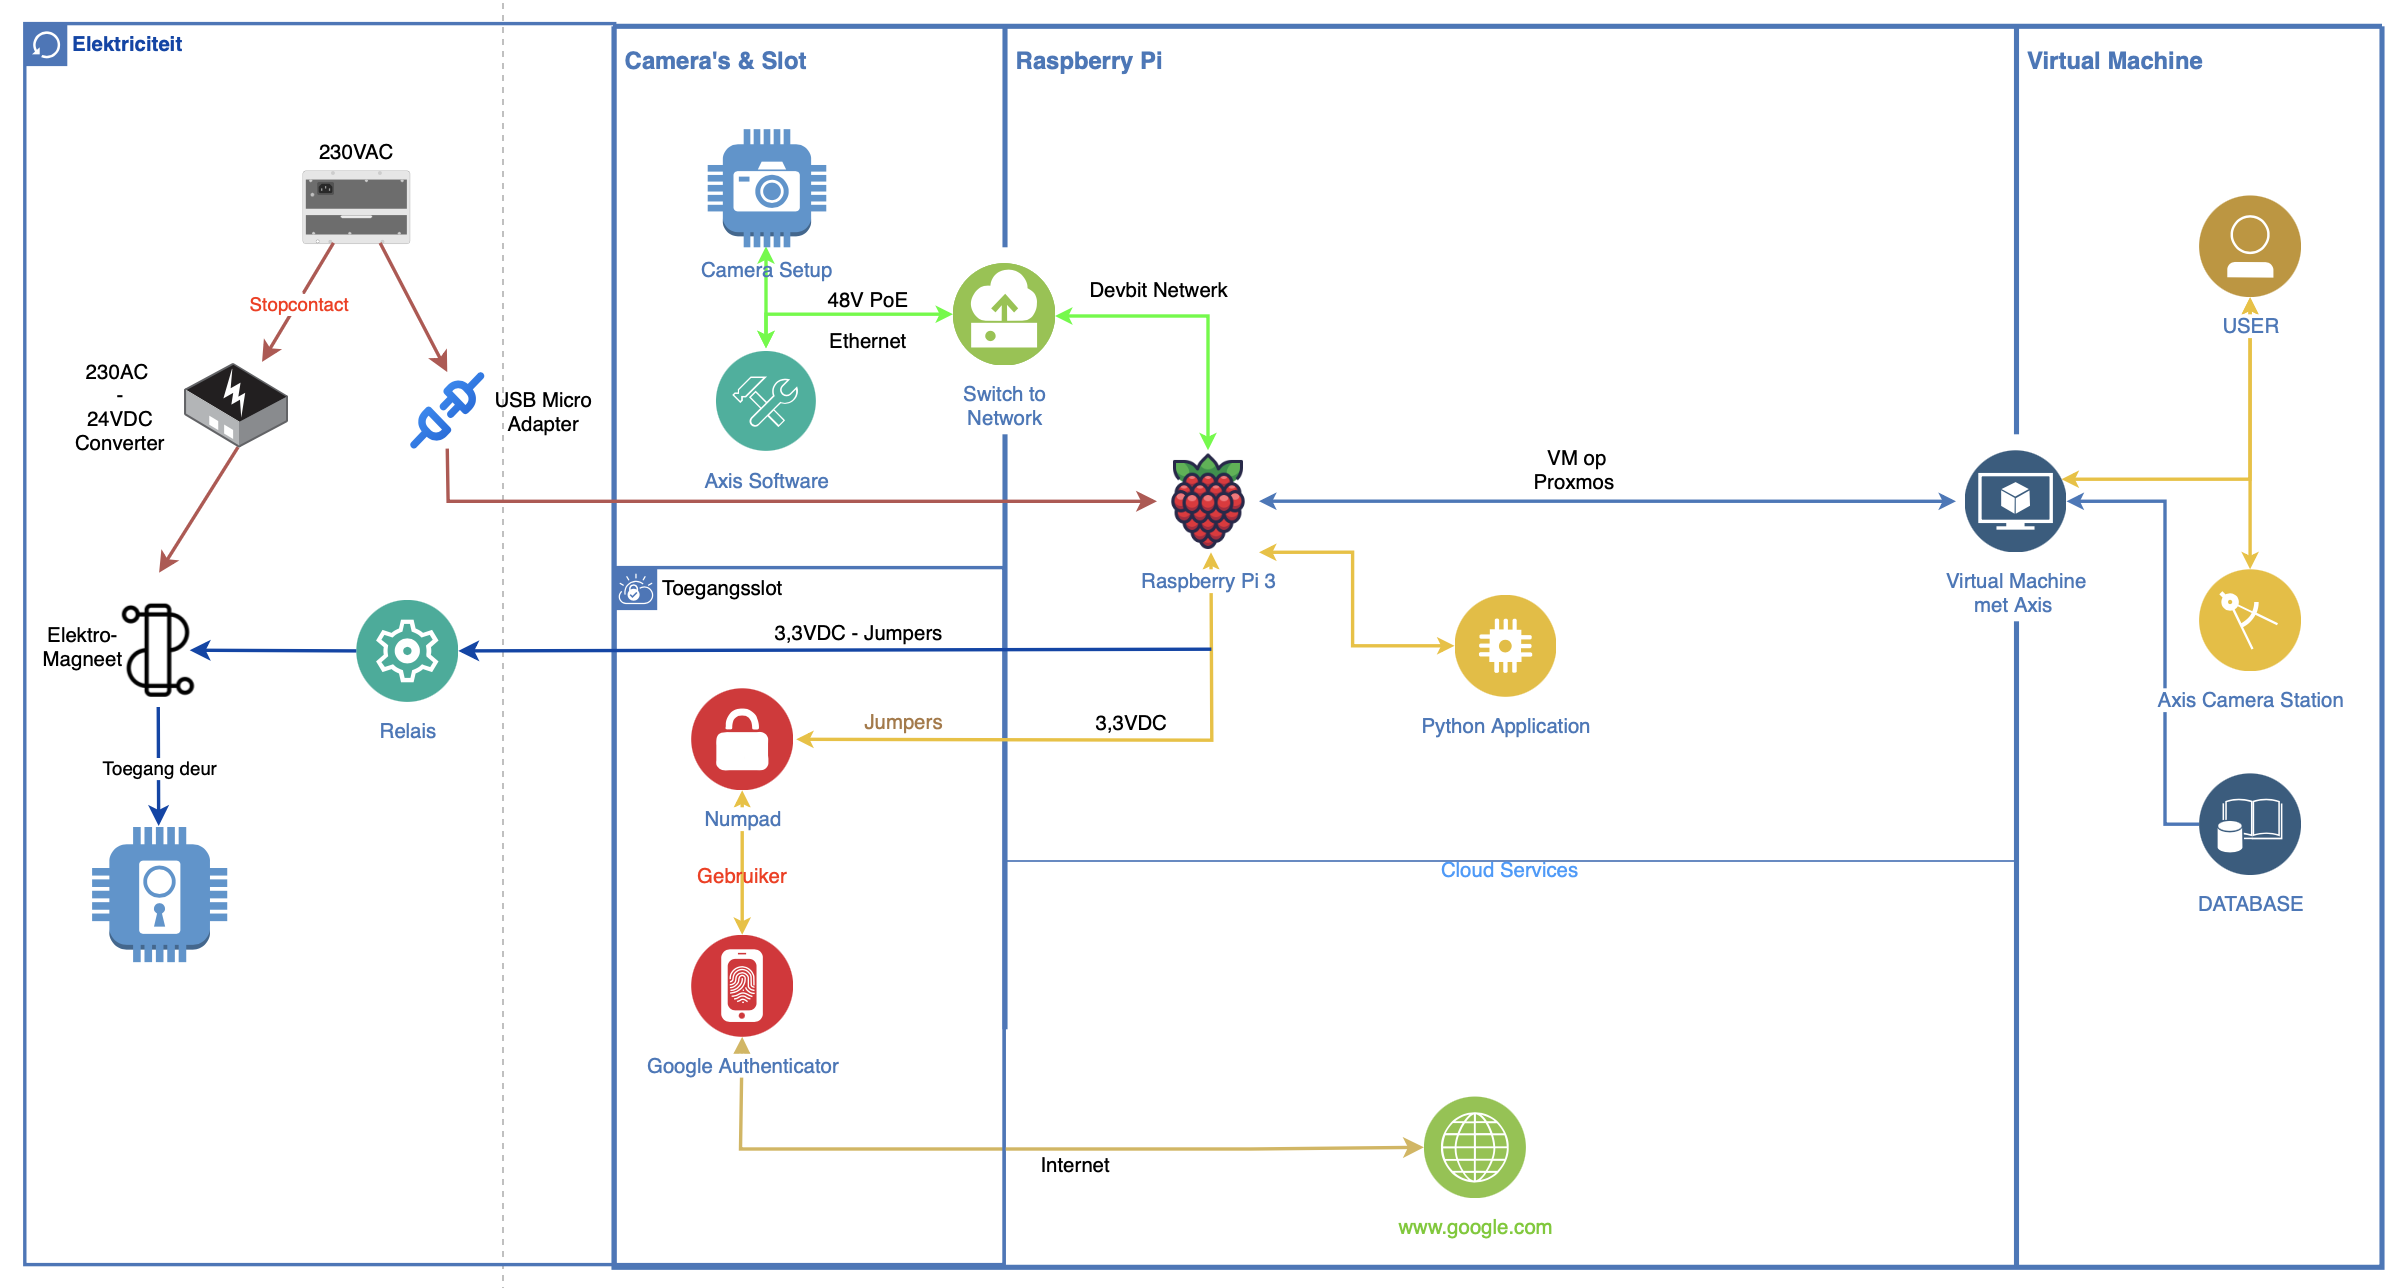 Elektriciteit
230VAC
Stopcontact
230AC
-
24VDC
Converter
USB Micro
Adapter
Elektro-
Magneet
Relais
Toegang deur
Camera's & Slot
Camera Setup
48V PoE
Ethernet
Axis Software
Switch to
Network
Toegangsslot
3,3VDC - Jumpers
Jumpers
3,3VDC
Numpad
Gebruiker
Google Authenticator
Internet
Raspberry Pi
Devbit Netwerk
Raspberry Pi 3
VM op
Proxmos
Python Application
Cloud Services
www.google.com
Virtual Machine
USER
Virtual Machine
met Axis
Axis Camera Station
DATABASE